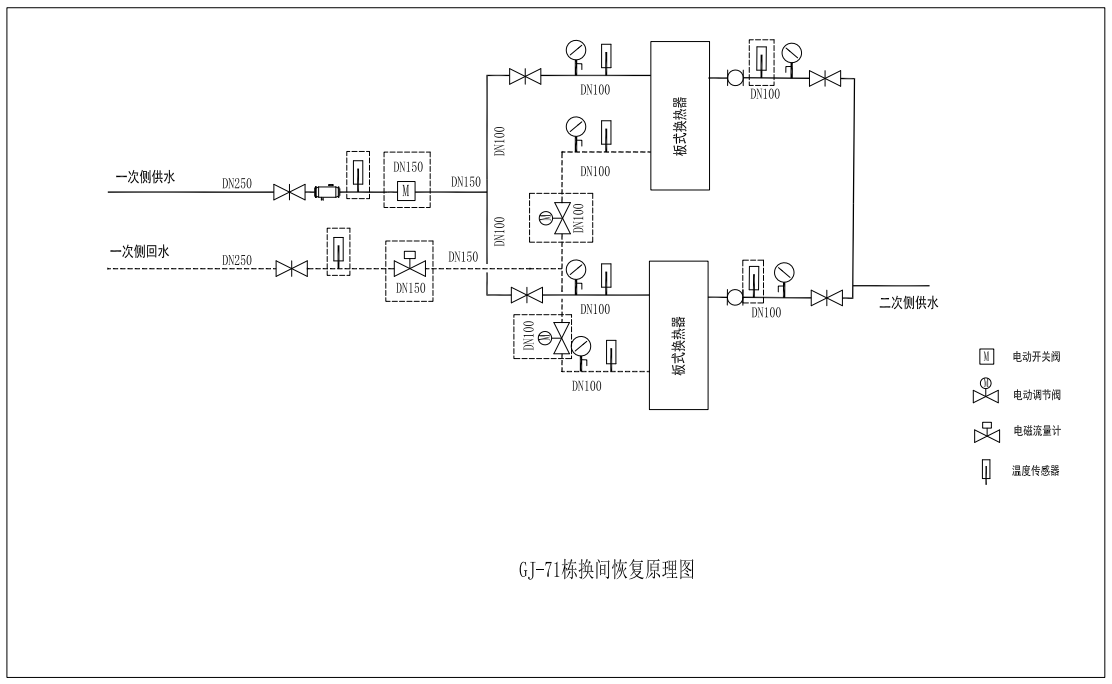 DN100
DN100
DN100
板式换热器
DN100
DN150
一次侧供水
DN250
M
DN150
DN100
M
DN100
DN100
一次侧回水
DN250
DN150
DN150
DN100
DN100
二次侧供水
DN100
M
板式换热器
DN100
M
电动开关阀
M
电动调节阀
电磁流量计
温度传感器
GJ-71栋换间恢复原理图